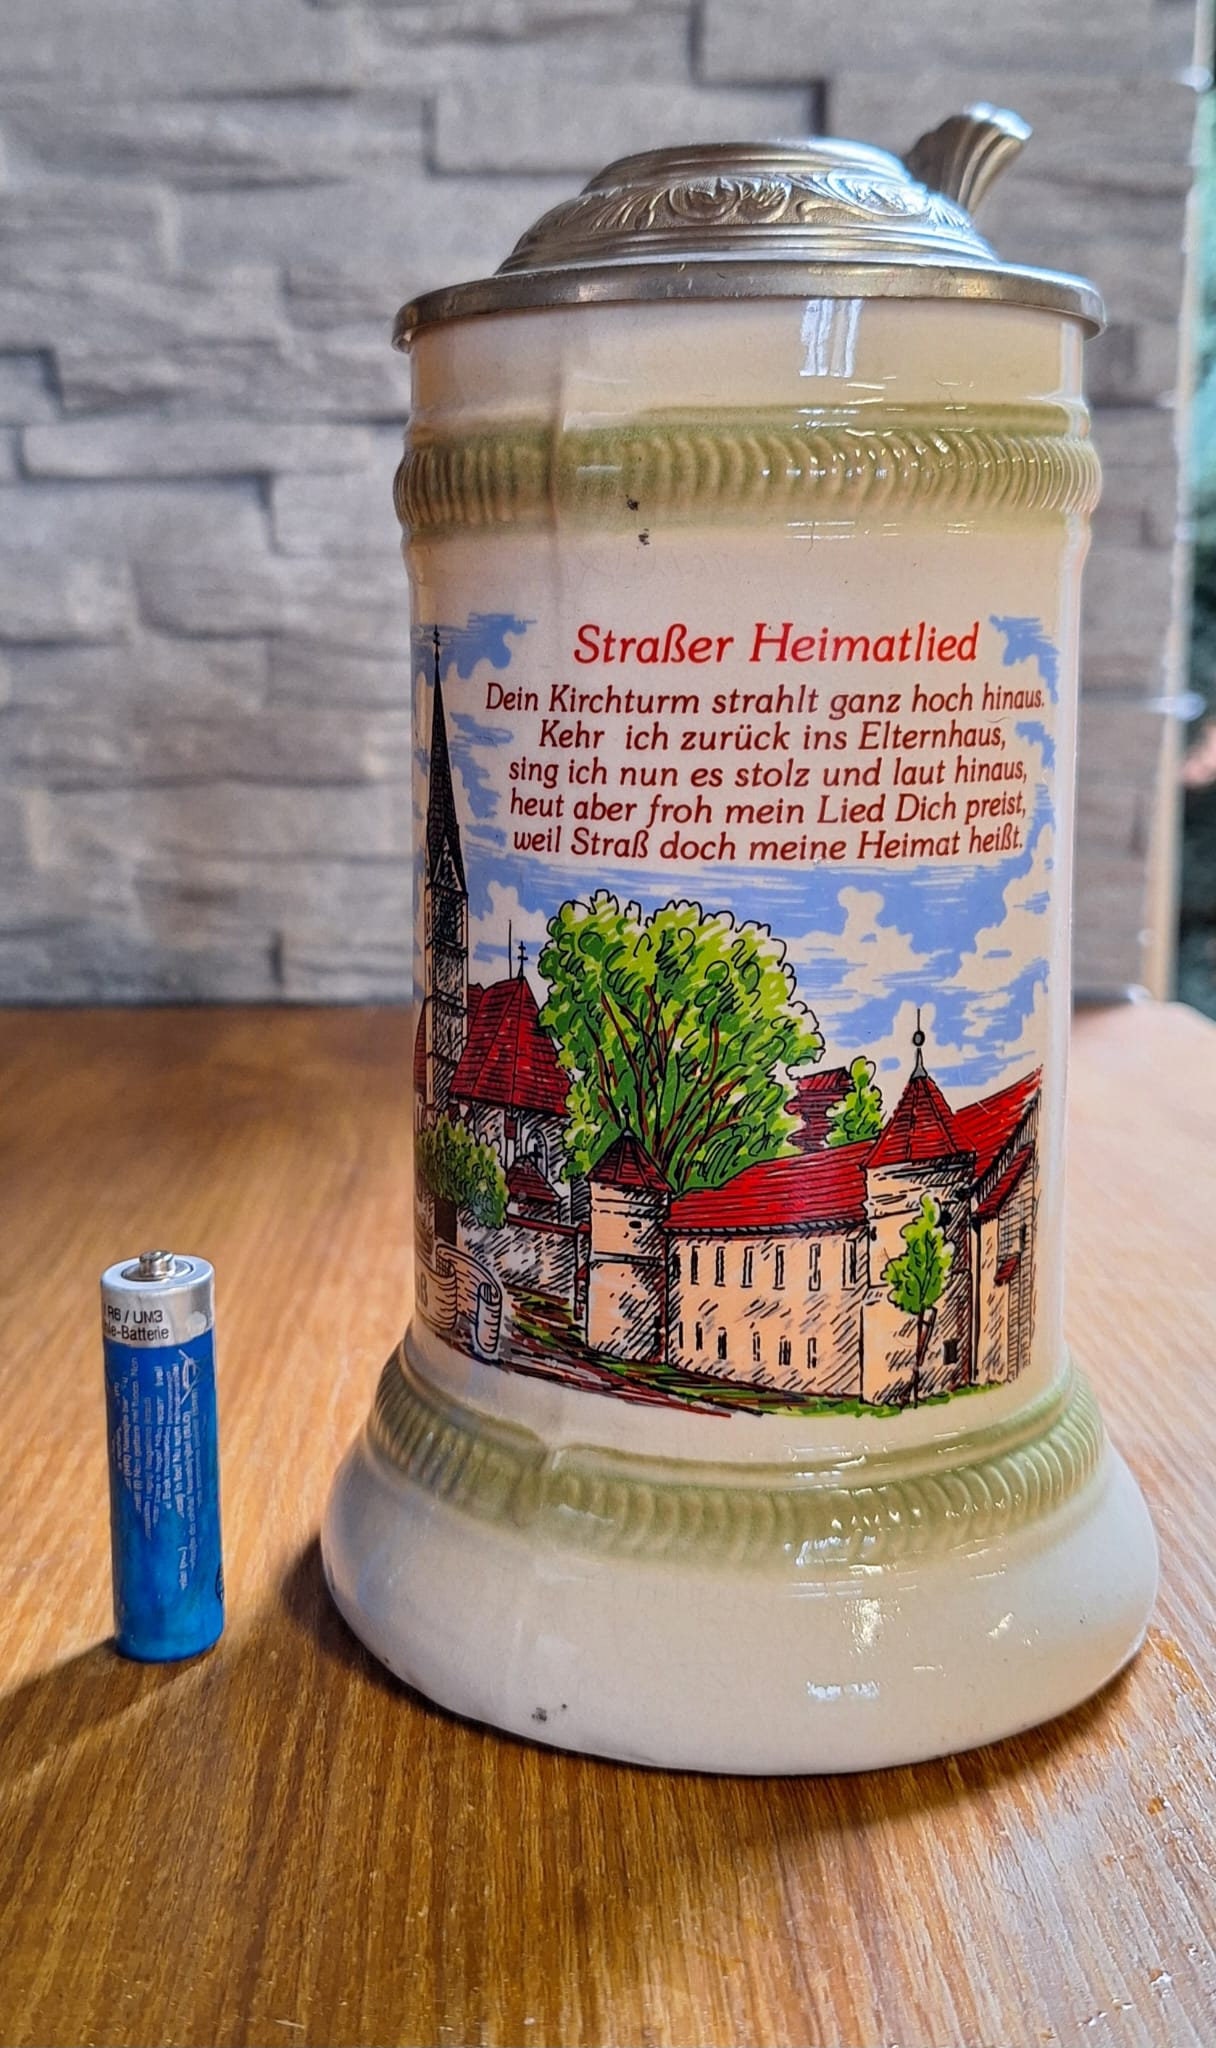 Straßer Heimatlied
Dein Kirchturm strahlt ganz hoch hinaus.
Kehr ich zurück ins Elternhaus,
sing ich nun es stolz und laut hinaus,
heut aber froh mein Lied Dich preist,
weil Straß doch meine Heimat heißt.
R6 / UM3
-Batterie